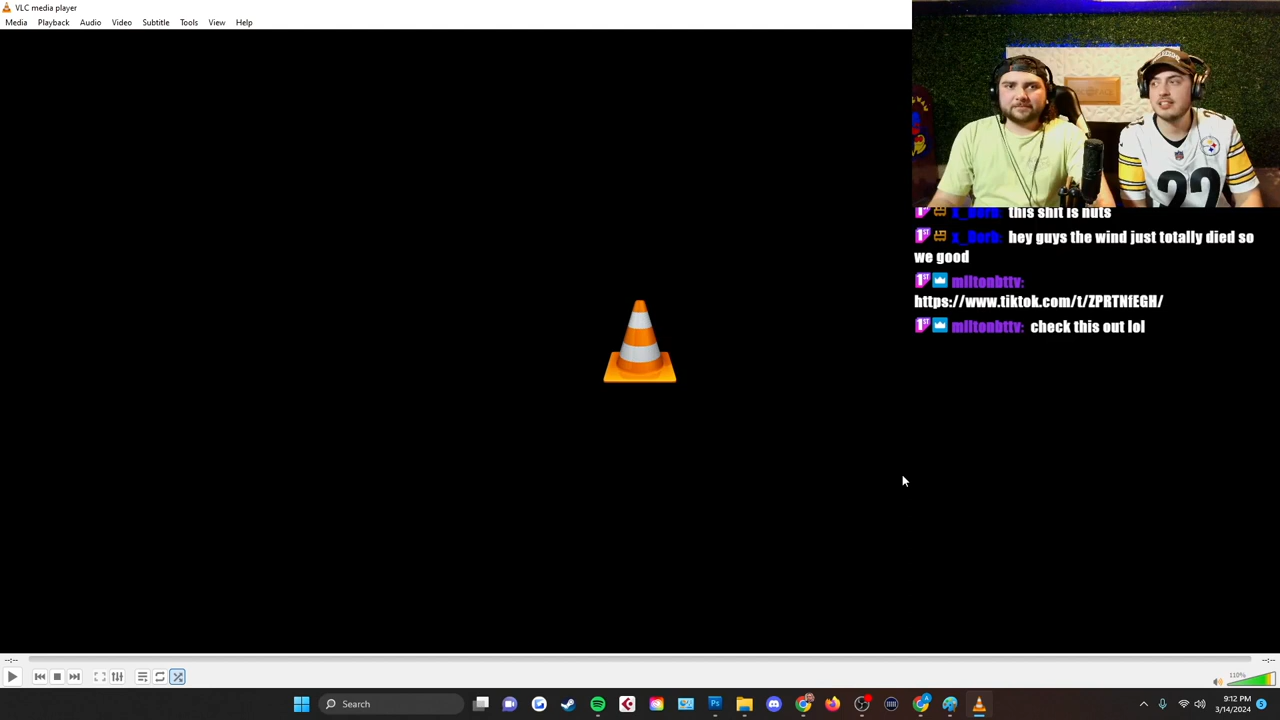 VLC media player
Media Playback Audio Video Subtitle Tools View Help
22
this shit is nuts
hey guys the wind just totally died so
we good
miltonbttv:
https://www.tiktok.com/t/ZPRTNfEGH/
miltonbttv: check this out lol
--:--
--:--
110%
Search
9:12 PM
3/14/2024